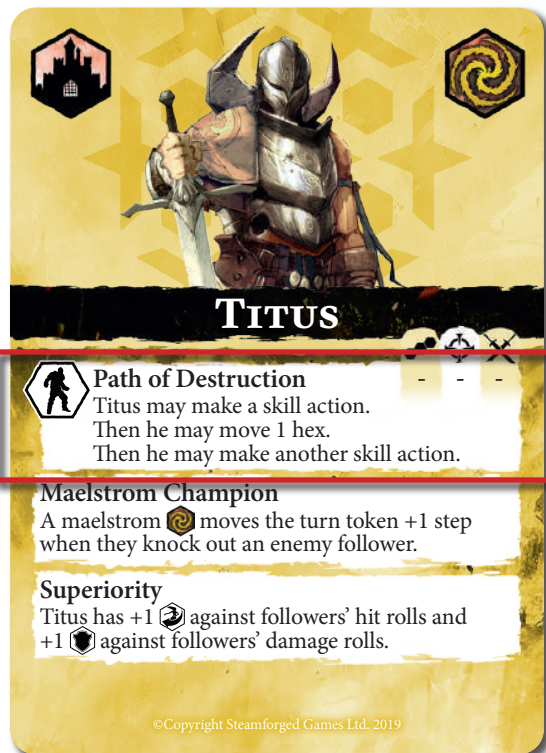 TITUS
Path of Destruction - - -
Titus may make a skill action.
Then he may move 1 hex.
Then he may make another skill action.
Maelstrom Champion
A maelstrom moves the turn token +1 step
when they knock out an enemy follower.
Superiority
Titus has +1 against followers' hit rolls and
+1 against followers' damage rolls.
©Copyright Steamforged Games Ltd. 2019